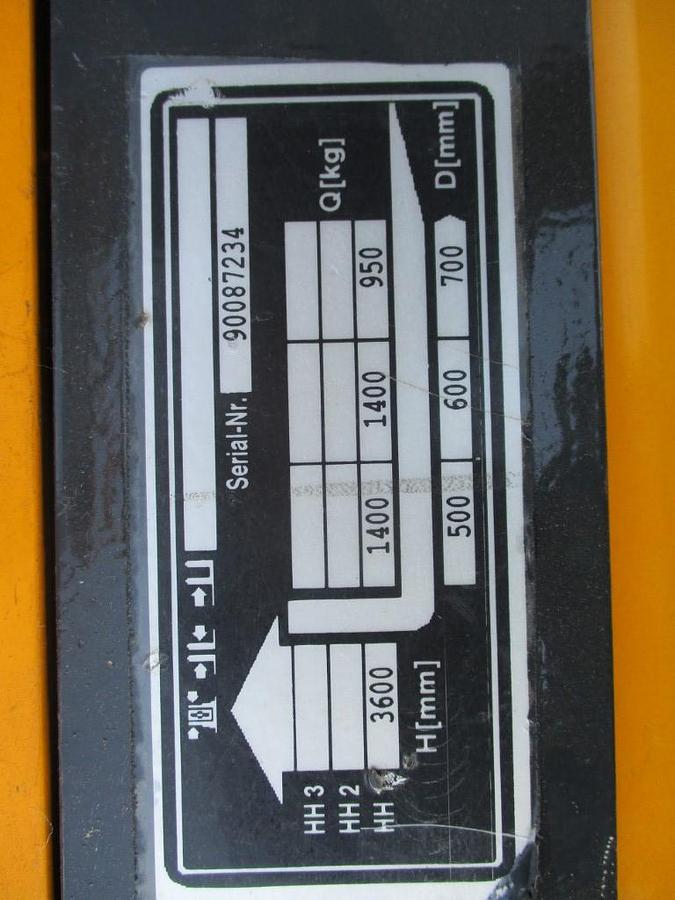 Serial-Nr. 90087234
Q[kg]
HH 3
HH 2
HH 3600 1400 1400 950
H[mm] 500 600 700 D[mm]